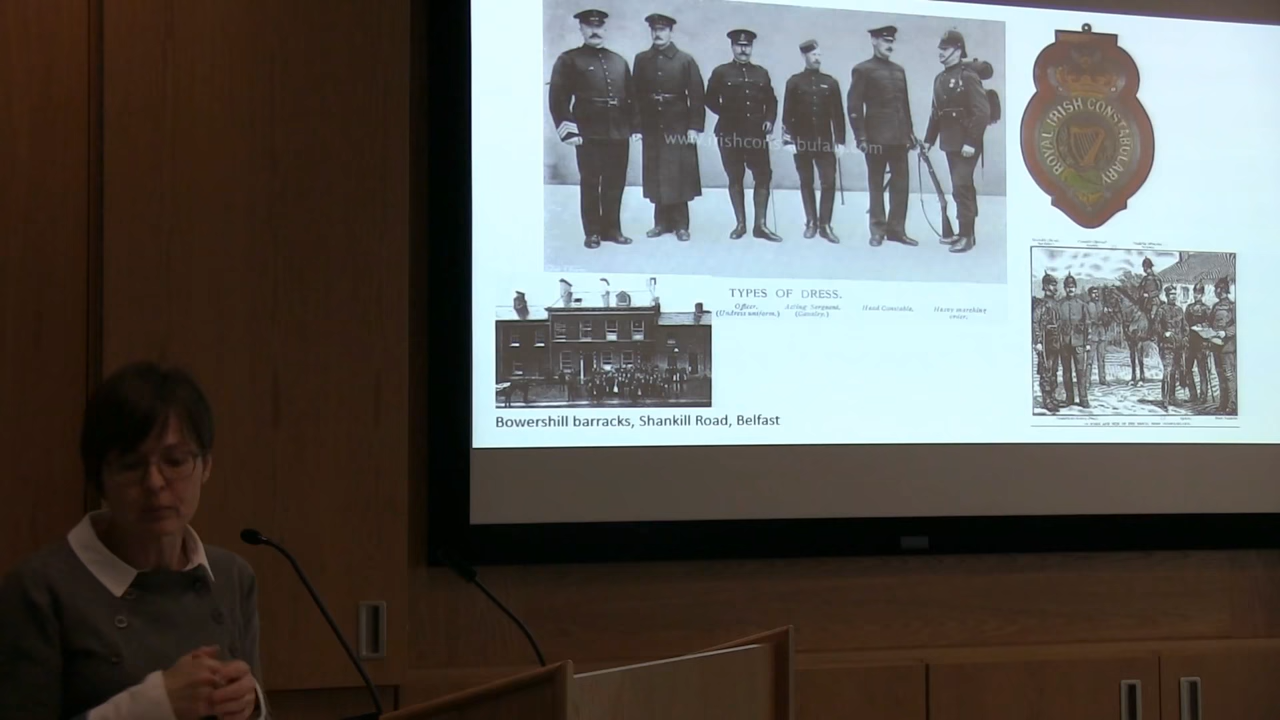 www.irishconstabulary.com
ROYAL IRISH CONSTABULARY
TYPES OF DRESS.
Officer, Acting Sergeant, Head Constable, Heavy marching
(Undress uniform.) (Cavalry.) order.
Bowershill barracks, Shankill Road, Belfast